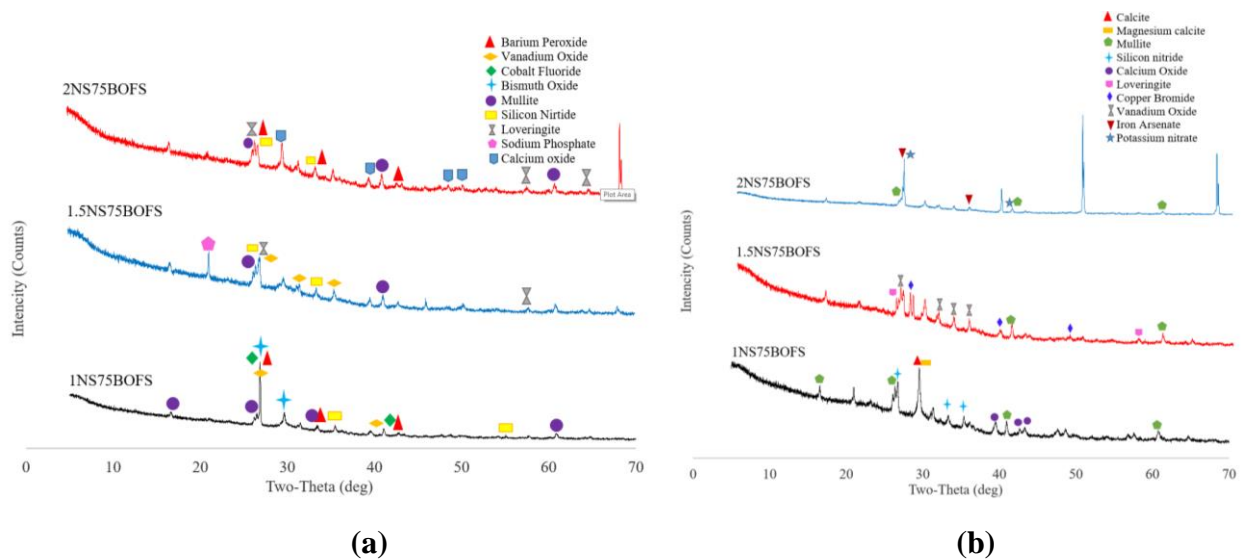 Barium Peroxide
Vanadium Oxide
Cobalt Fluoride
Bismuth Oxide
Mullite
Silicon Nirtide
Loveringite
Sodium Phosphate
Calcium oxide
2NS75BOFS
Plot Area
1.5NS75BOFS
1NS75BOFS
Intencity (Counts)
0 10 20 30 40 50 60 70
Two-Theta (deg)
(a)
Calcite
Magnesium calcite
Mullite
Silicon nitride
Calcium Oxide
Loveringite
Copper Bromide
Vanadium Oxide
Iron Arsenate
Potassium nitrate
2NS75BOFS
1.5NS75BOFS
1NS75BOFS
Intencity (Counts)
0 10 20 30 40 50 60 70
Two-Theta (deg)
(b)